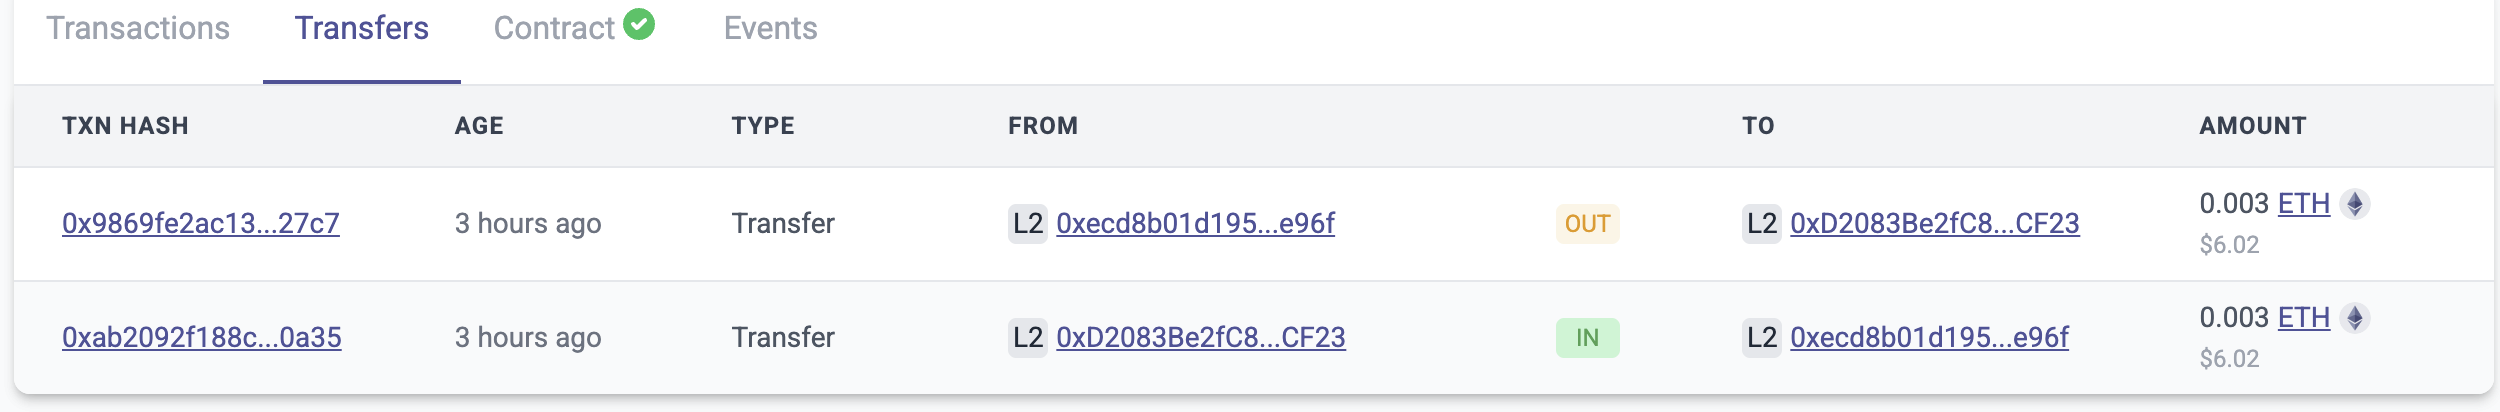 Transactions Transfers Contract Events
TXN HASH AGE TYPE FROM TO AMOUNT
0x9869fe2ac13...27c7 3 hours ago Transfer L2 0xecd8b01d195...e96f OUT L2 0xD2083Be2fC8...CF23 0.003 ETH
$6.02
0xab2092f188c...0a35 3 hours ago Transfer L2 0xD2083Be2fC8...CF23 IN L2 0xecd8b01d195...e96f 0.003 ETH
$6.02